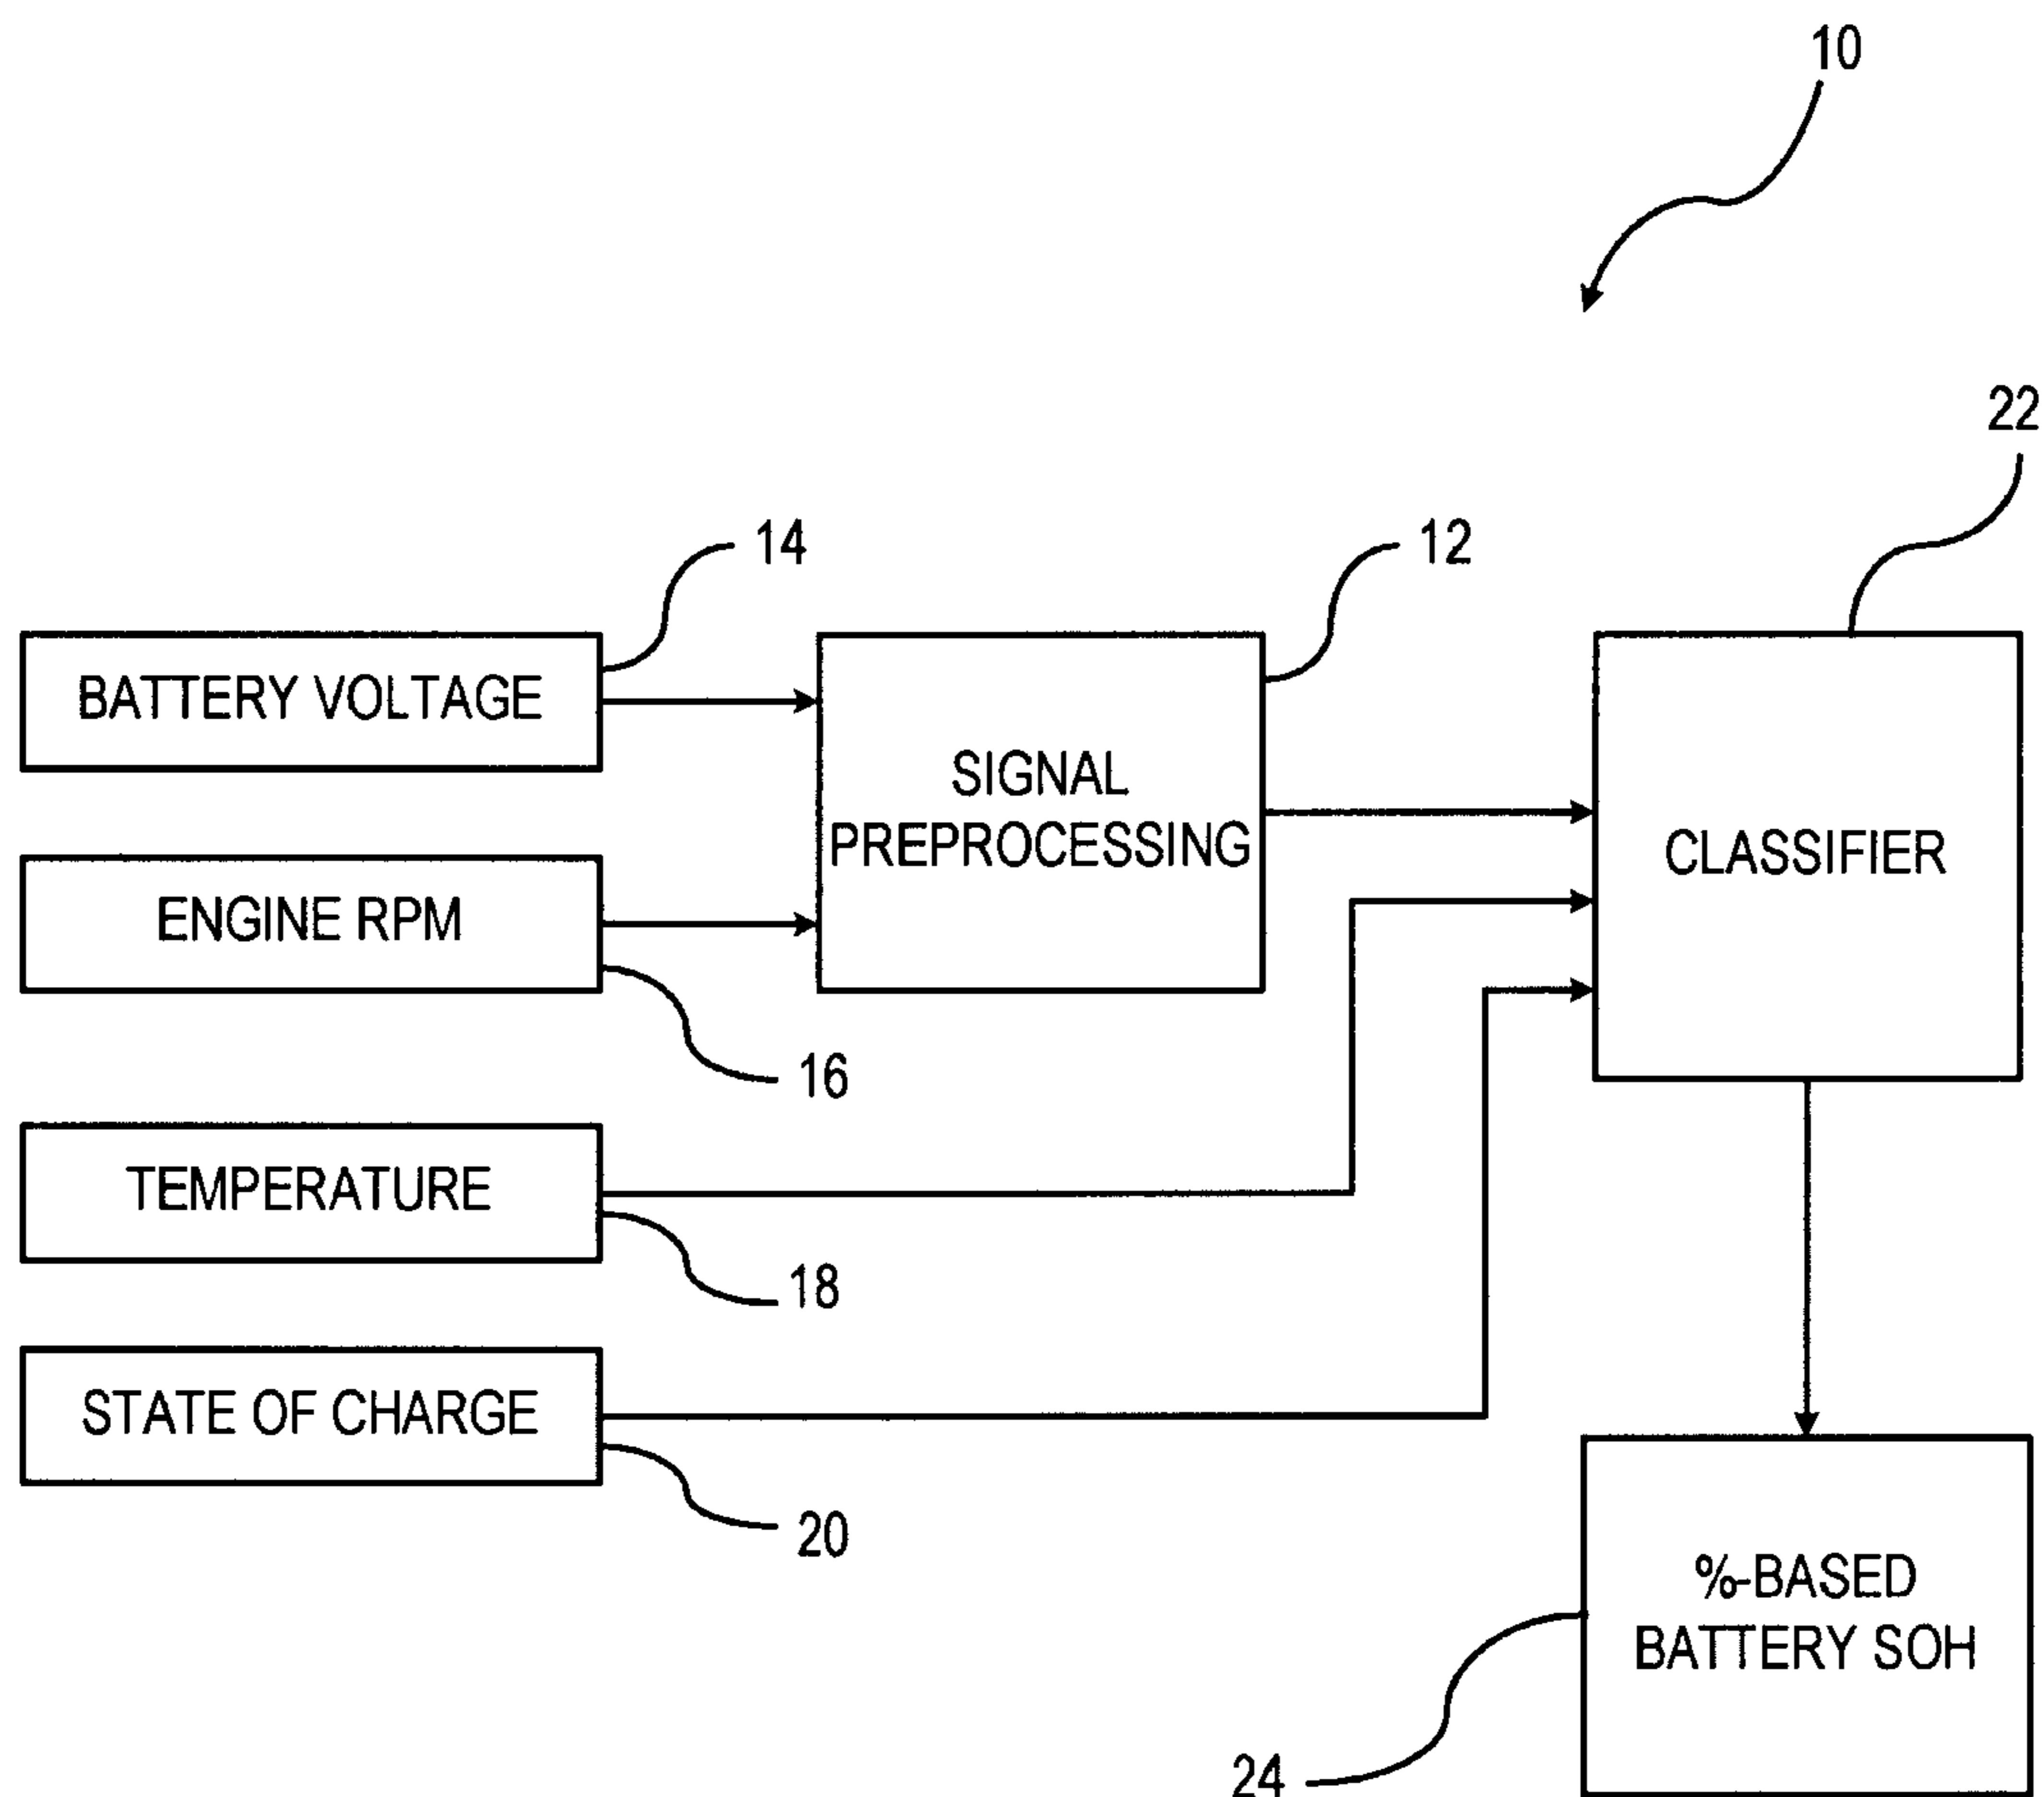 10
22
14
12
BATTERY VOLTAGE
SIGNAL
PREPROCESSING
CLASSIFIER
ENGINE RPM
16
TEMPERATURE
18
STATE OF CHARGE
20
%-BASED
BATTERY SOH
24